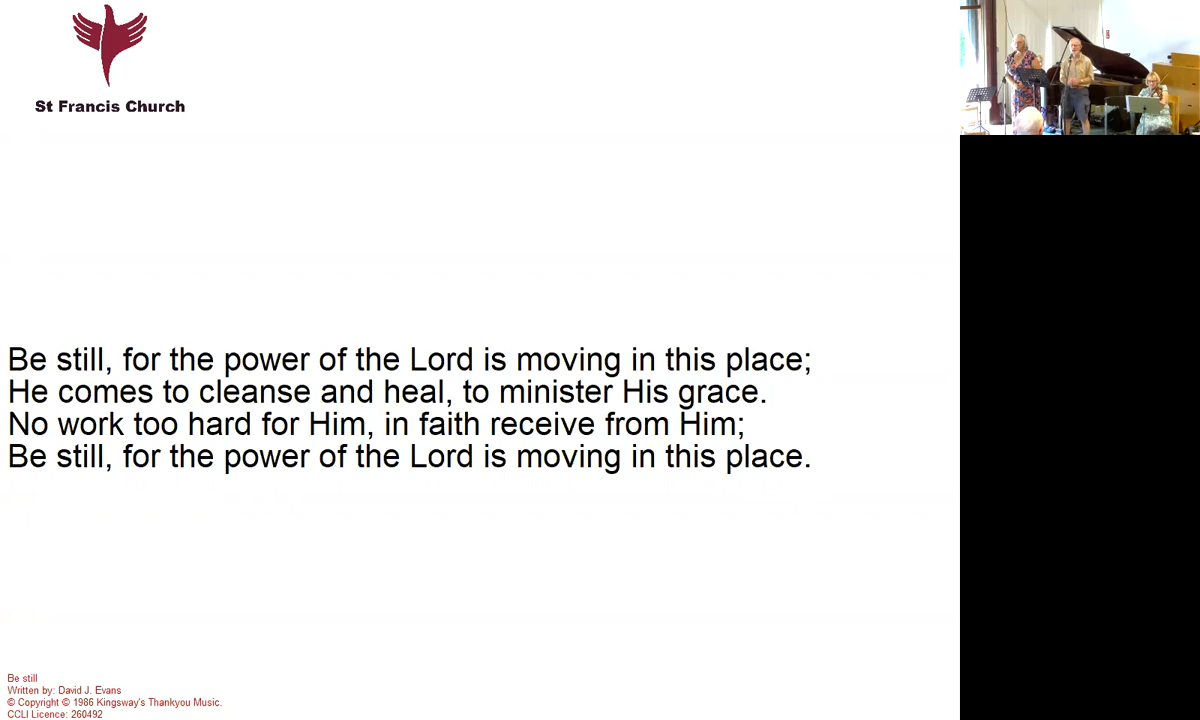 St Francis Church
Be still, for the power of the Lord is moving in this place;
He comes to cleanse and heal, to minister His grace.
No work too hard for Him, in faith receive from Him;
Be still, for the power of the Lord is moving in this place.
Be still
Written by: David J. Evans
© Copyright © 1986 Kingsway's Thankyou Music.
CCLI Licence: 260492